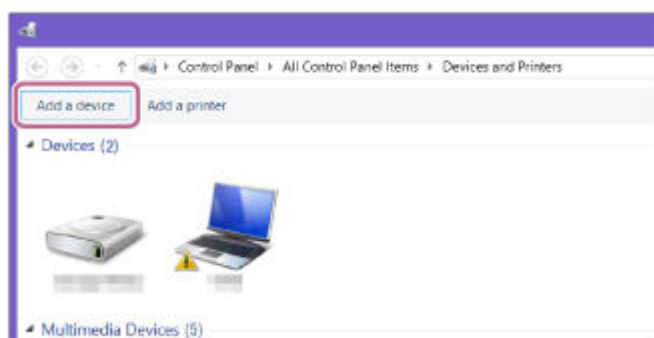 Control Panel All Control Panel Items Devices and Printers
Add a device Add a printer
Devices (2)
Multimedia Devices (5)